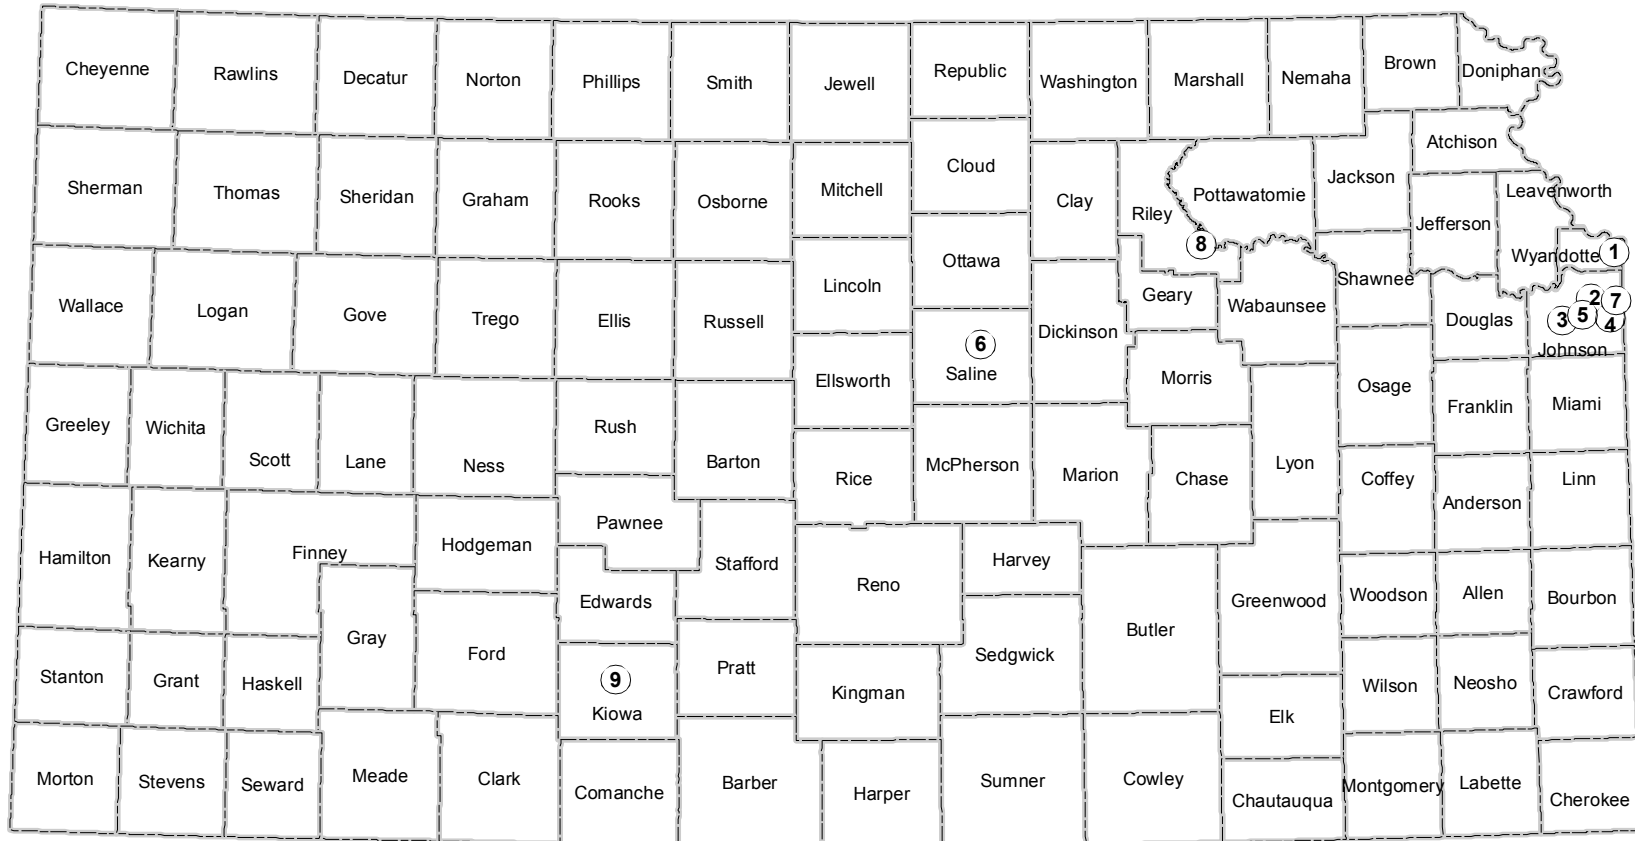 Cheyenne
Rawlins
Decatur
Norton
Phillips
Smith
Jewell
Republic
Washington
Marshall
Nemaha
Brown
Doniphan
Atchison
Cloud
Sherman
Thomas
Sheridan
Graham
Rooks
Osborne
Mitchell
Clay
Riley
Pottawatomie
Jackson
Leavenworth
Jefferson
8
Ottawa
Wyandotte
1
Wallace
Logan
Gove
Trego
Ellis
Russell
Lincoln
Geary
Wabaunsee
Shawnee
2
7
Dickinson
Douglas
3
5
4
6
Saline
Johnson
Ellsworth
Morris
Osage
Greeley
Wichita
Rush
Franklin
Miami
Scott
Lane
Ness
Barton
Rice
McPherson
Marion
Chase
Lyon
Coffey
Linn
Anderson
Pawnee
Hamilton
Kearny
Finney
Hodgeman
Stafford
Reno
Harvey
Edwards
Greenwood
Woodson
Allen
Bourbon
Gray
Ford
Butler
Sedgwick
Stanton
Grant
Haskell
9
Kiowa
Pratt
Kingman
Wilson
Neosho
Crawford
Elk
Morton
Stevens
Seward
Meade
Clark
Comanche
Barber
Harper
Sumner
Cowley
Chautauqua
Montgomery
Labette
Cherokee